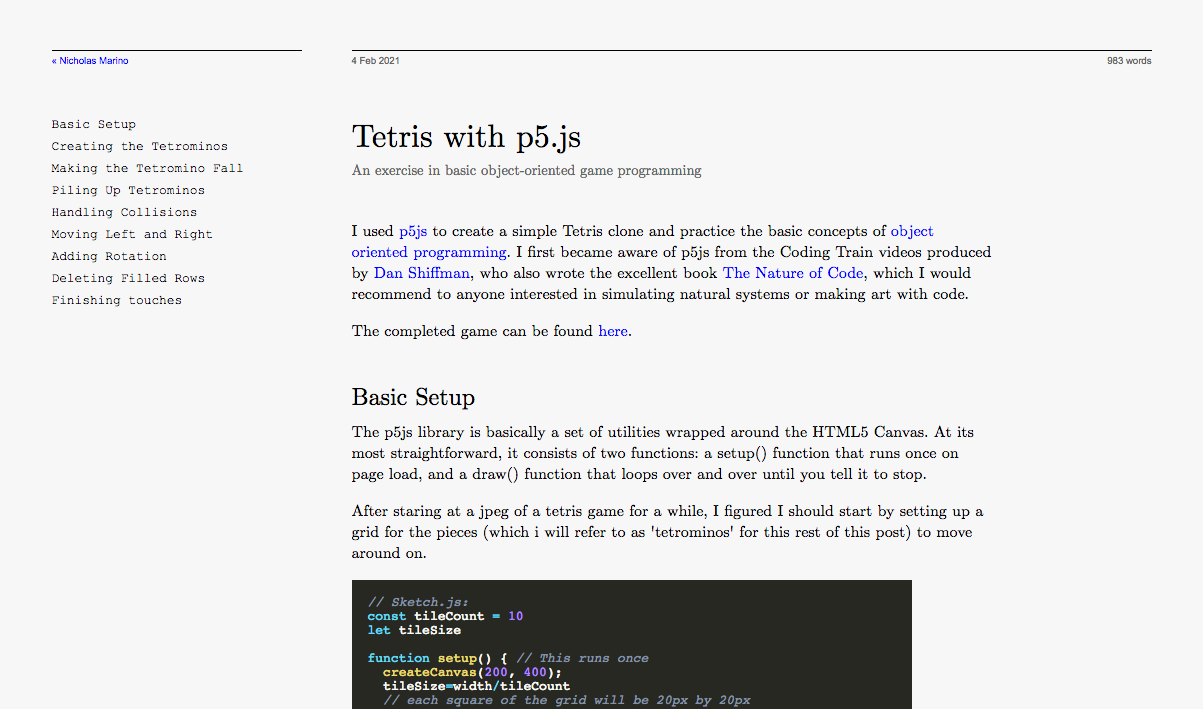 « Nicholas Marino
4 Feb 2021
983 words
Basic Setup
Creating the Tetrominos
Making the Tetromino Fall
Piling Up Tetrominos
Handling Collisions
Moving Left and Right
Adding Rotation
Deleting Filled Rows
Finishing touches
Tetris with p5.js
An exercise in basic object-oriented game programming
I used p5js to create a simple Tetris clone and practice the basic concepts of object
oriented programming. I first became aware of p5js from the Coding Train videos produced
by Dan Shiffman, who also wrote the excellent book The Nature of Code, which I would
recommend to anyone interested in simulating natural systems or making art with code.
The completed game can be found here.
Basic Setup
The p5js library is basically a set of utilities wrapped around the HTML5 Canvas. At its
most straightforward, it consists of two functions: a setup() function that runs once on
page load, and a draw() function that loops over and over until you tell it to stop.
After staring at a jpeg of a tetris game for a while, I figured I should start by setting up a
grid for the pieces (which i will refer to as 'tetrominos' for this rest of this post) to move
around on.
// Sketch.js:
const tileCount = 10
let tileSize
function setup() { // This runs once
createCanvas(200, 400);
tileSize=width/tileCount
// each square of the grid will be 20px by 20px